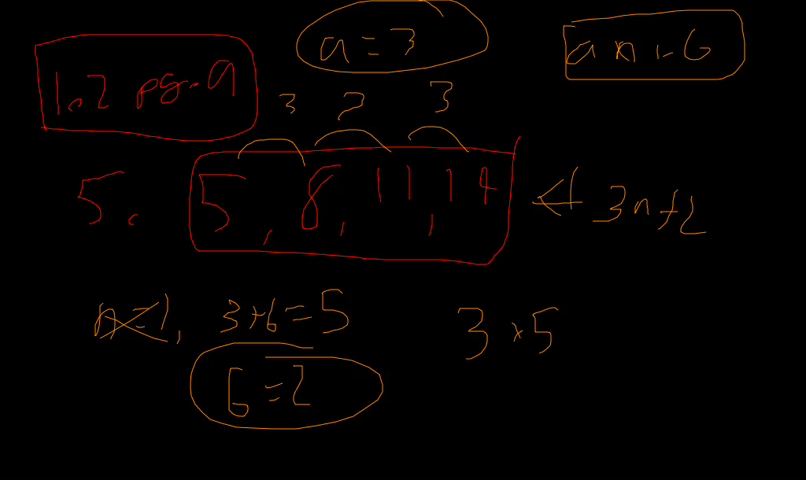 a = 3
an + b
1.2 pg. 9
3 3 3
5. 5, 8, 11, 14 ← 3n+2
n=1, 3+b=5
3×5
b=2